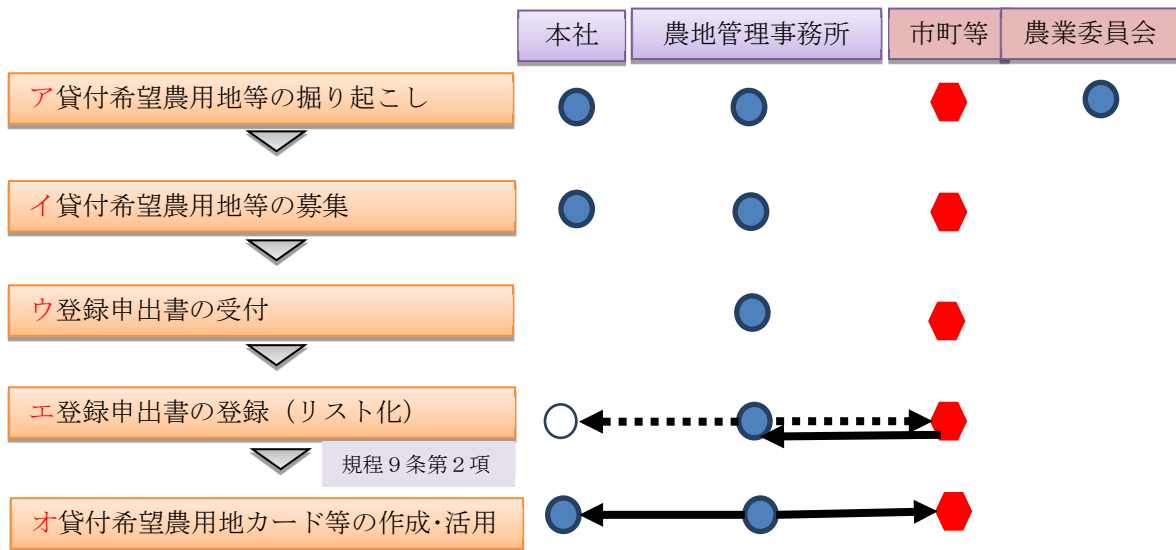 本社
農地管理事務所
市町等
農業委員会
ア貸付希望農用地等の掘り起こし
イ貸付希望農用地等の募集
ウ登録申出書の受付
エ登録申出書の登録（リスト化）
規程９条第２項
オ貸付希望農用地カード等の作成･活用